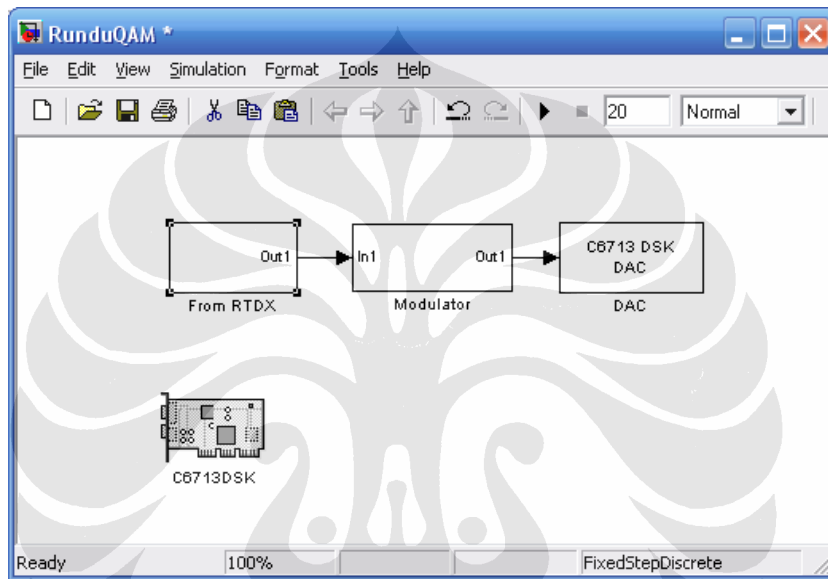 RunduQAM *
File Edit View Simulation Format Tools Help
20 Normal
Out1 In1 Out1 C6713 DSK
DAC
From RTDX Modulator DAC
C6713DSK
Ready 100% FixedStepDiscrete